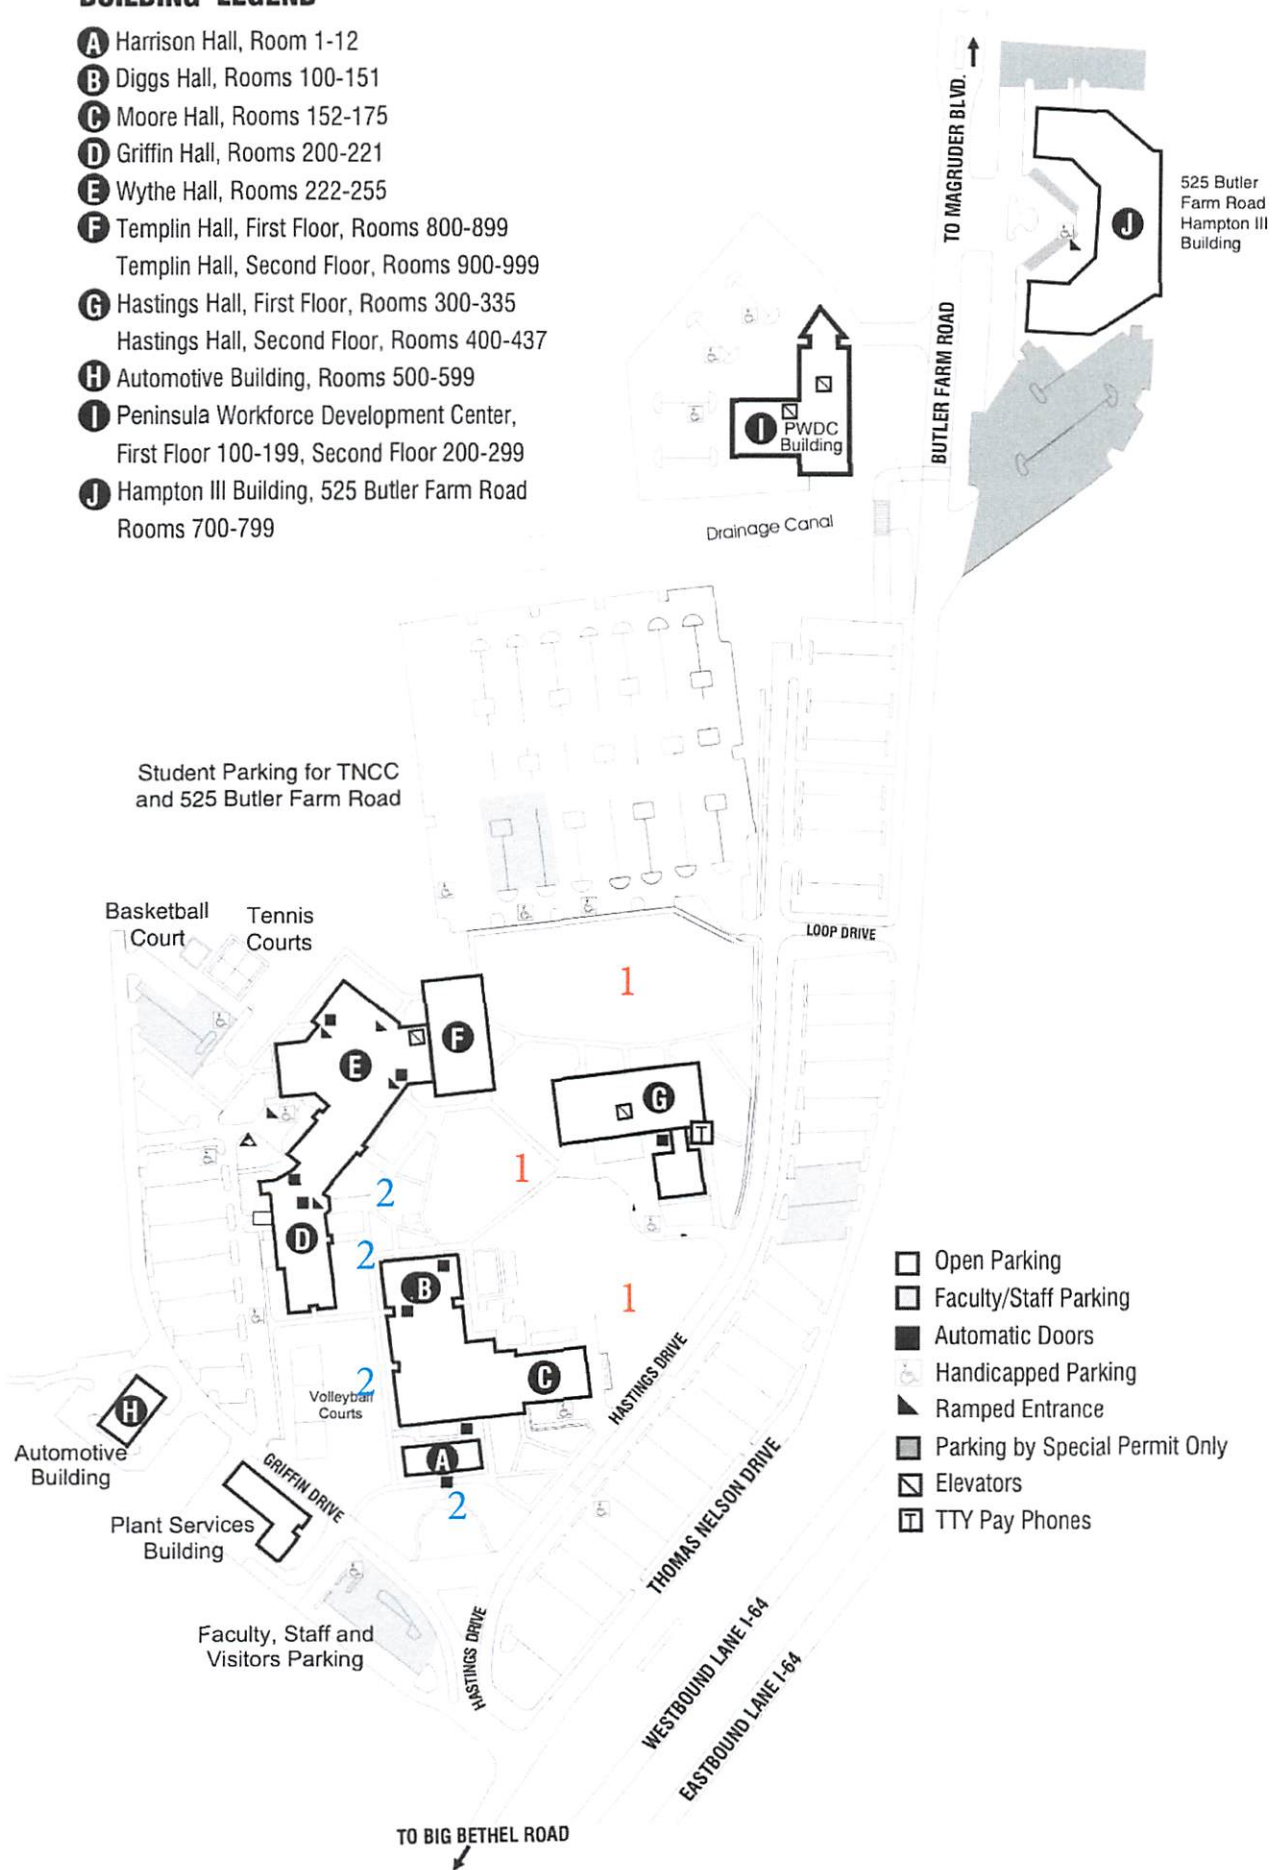 BUILDING LEGEND
A Harrison Hall, Room 1-12
B Diggs Hall, Rooms 100-151
C Moore Hall, Rooms 152-175
D Griffin Hall, Rooms 200-221
E Wythe Hall, Rooms 222-255
F Templin Hall, First Floor, Rooms 800-899
Templin Hall, Second Floor, Rooms 900-999
G Hastings Hall, First Floor, Rooms 300-335
Hastings Hall, Second Floor, Rooms 400-437
H Automotive Building, Rooms 500-599
I Peninsula Workforce Development Center,
First Floor 100-199, Second Floor 200-299
J Hampton III Building, 525 Butler Farm Road
Rooms 700-799
TO MAGRUDER BLVD.
J
525 Butler
Farm Road
Hampton III
Building
BUTLER FARM ROAD
I
PWDC
Building
Drainage Canal
Student Parking for TNCC
and 525 Butler Farm Road
Basketball
Court
Tennis
Courts
LOOP DRIVE
1
F
E
G
T
1
2
D
2
B
1
2
C
Volleyball
Courts
HASTINGS DRIVE
H
Automotive
Building
A
2
GRIFFIN DRIVE
Plant Services
Building
THOMAS NELSON DRIVE
Faculty, Staff and
Visitors Parking
HASTINGS DRIVE
WESTBOUND LANE I-64
EASTBOUND LANE I-64
TO BIG BETHEL ROAD
Open Parking
Faculty/Staff Parking
Automatic Doors
Handicapped Parking
Ramped Entrance
Parking by Special Permit Only
Elevators
T TTY Pay Phones